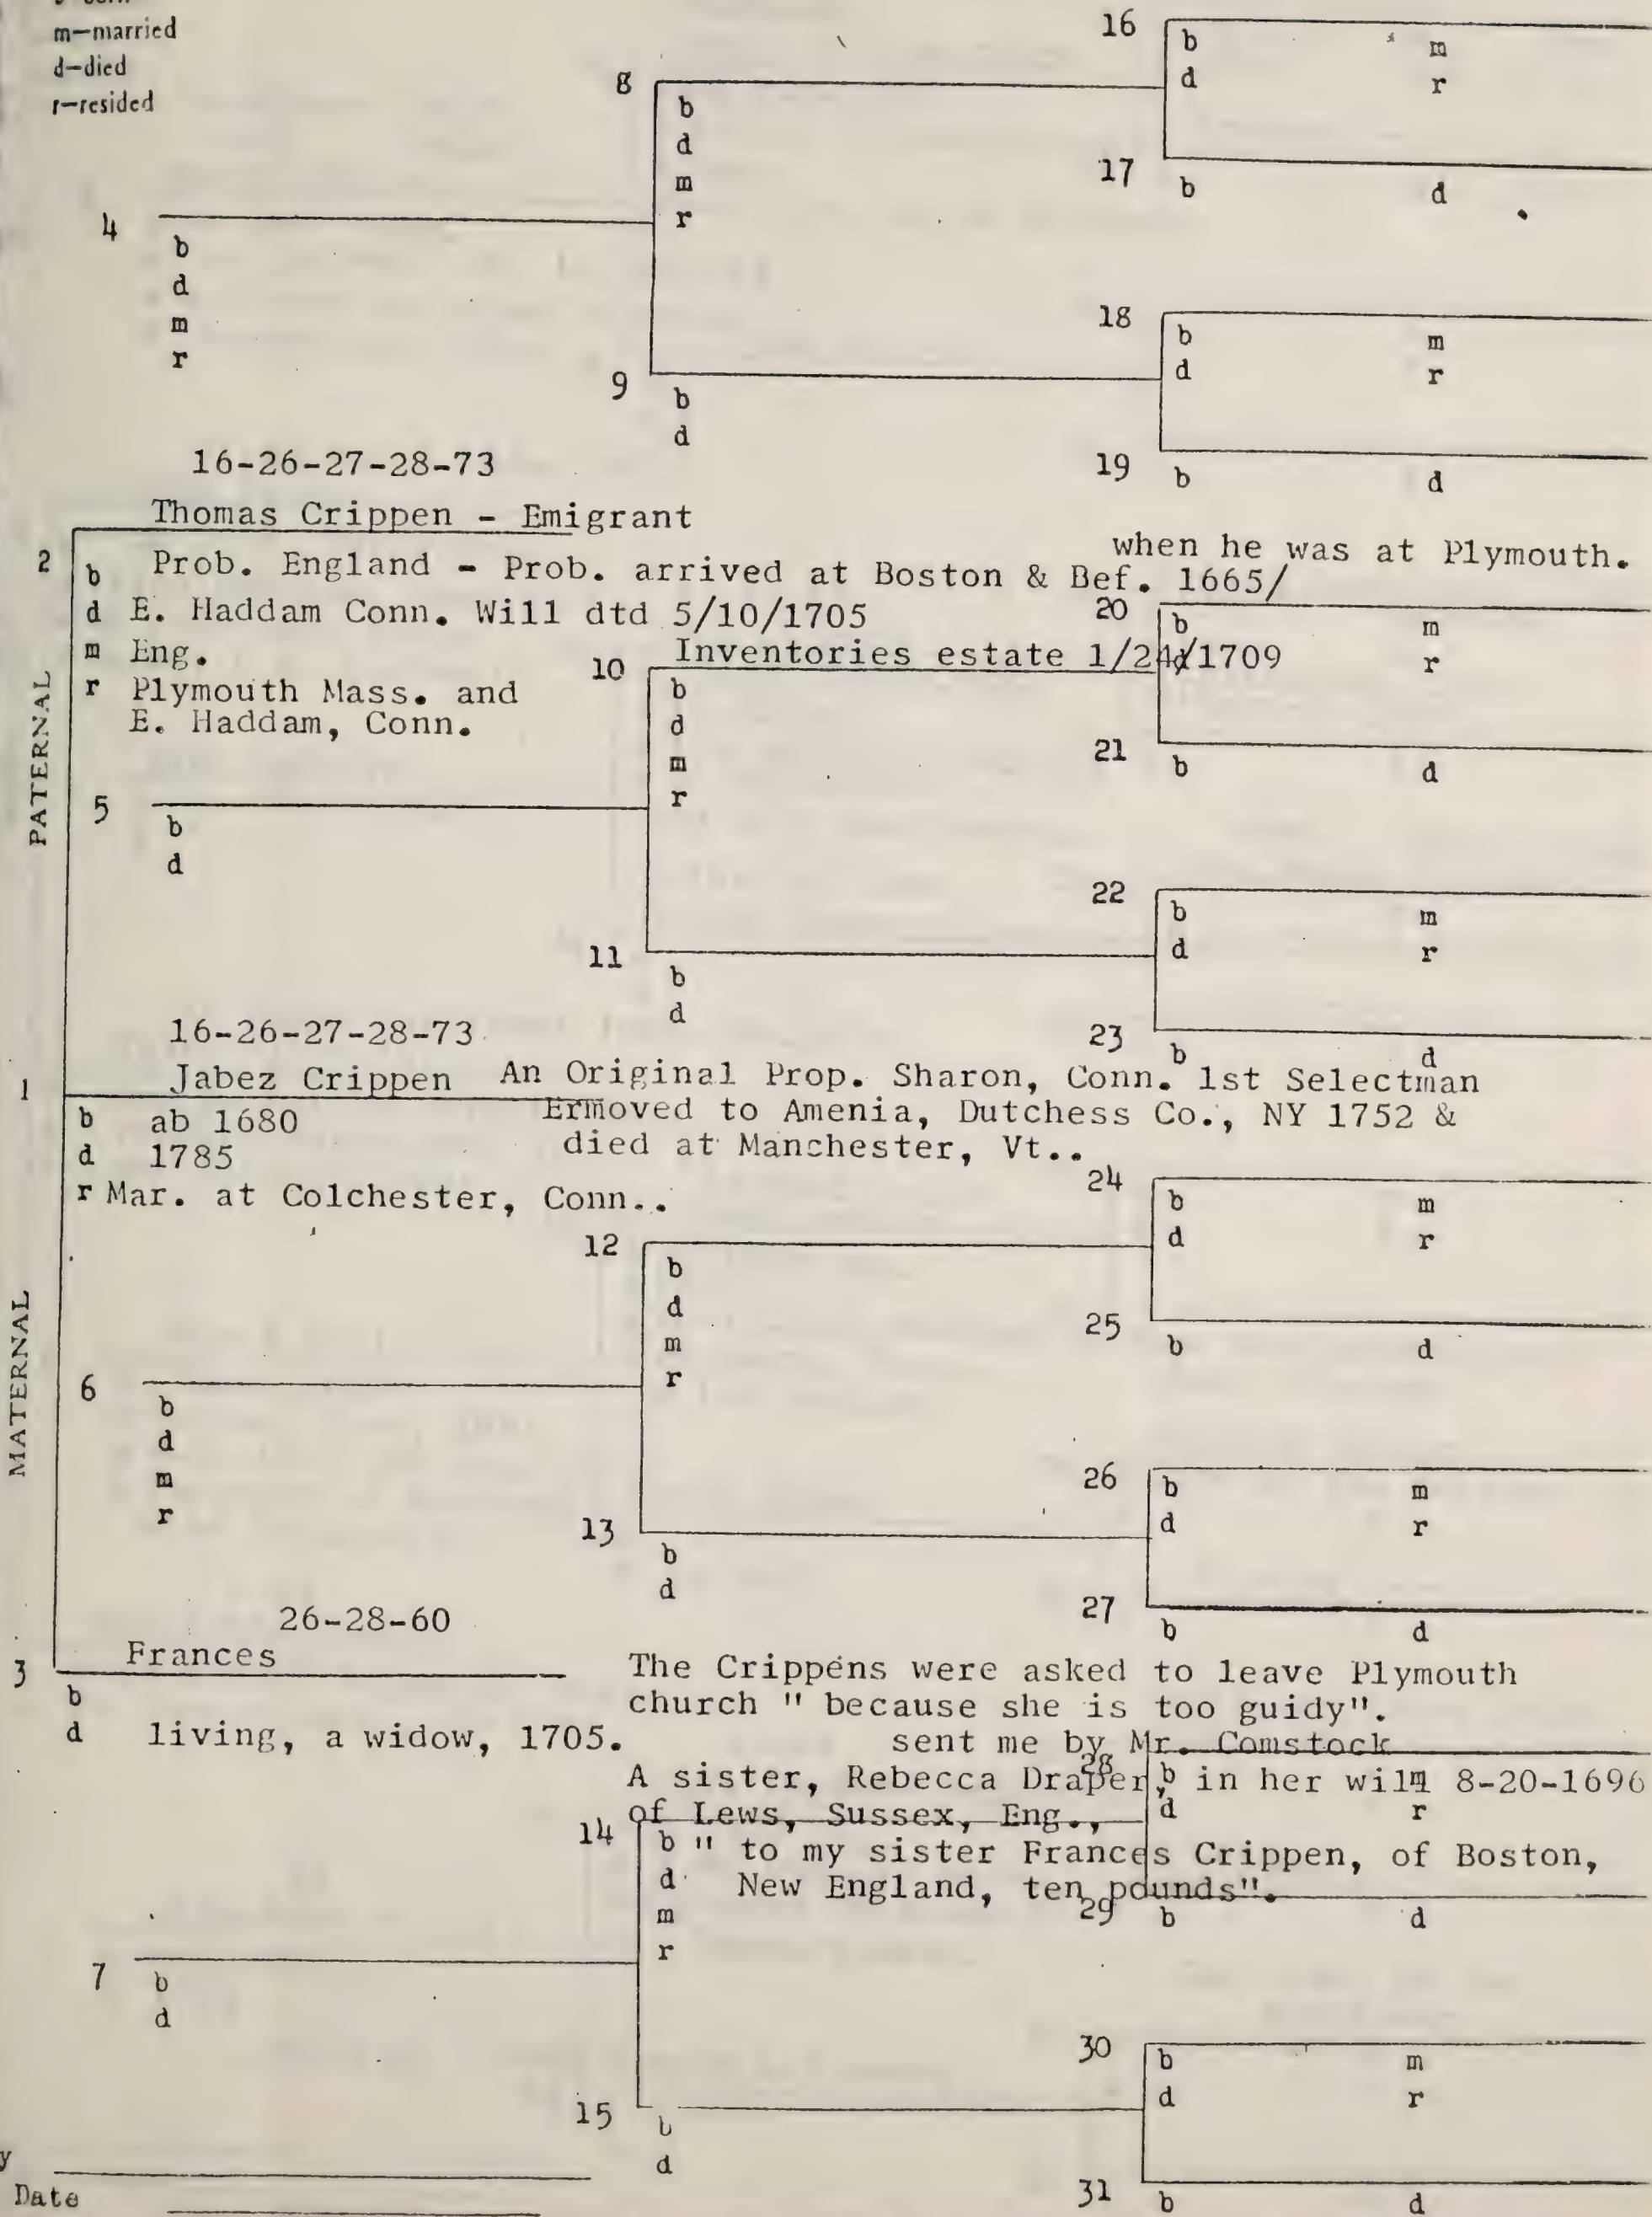 m—married
d—died
r—resided
16
b m
d r
8
b
d
m
r
17
b d
4
b
d
m
r
18
b m
d r
9
b
d
19
b d
16-26-27-28-73
Thomas Crippen - Emigrant
when he was at Plymouth.
2
b Prob. England - Prob. arrived at Boston & Bef. 1665/
d E. Haddam Conn. Will dtd 5/10/1705
20
b m
d r
m Eng.
Inventories estate 1/24/1709
r Plymouth Mass. and
E. Haddam, Conn.
10
b
d
m
r
PATERNAL
21
b d
5
b
d
22
b m
d r
11
b
d
23
b d
16-26-27-28-73
1
Jabez Crippen An Original Prop. Sharon, Conn. 1st Selectman
b ab 1680 Ermoved to Amenia, Dutchess Co., NY 1752 &
d 1785 died at Manchester, Vt..
r Mar. at Colchester, Conn..
24
b m
d r
12
b
d
m
r
25
b d
MATERNAL
6
b
d
m
r
26
b m
d r
13
b
d
27
b d
26-28-60
3
Frances
b
d living, a widow, 1705.
The Crippens were asked to leave Plymouth
church " because she is too guidy".
sent me by Mr. Comstock
28
b m
d r
A sister, Rebecca Draper, in her will 8-20-1696
of Lews, Sussex, Eng.,
" to my sister Frances Crippen, of Boston,
New England, ten pounds".
14
b
d
m
r
29
b d
7
b
d
30
b m
d r
15
b
d
31
b d
y
Date